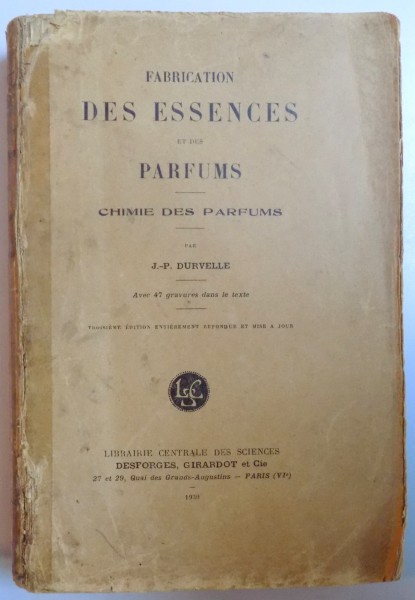 FABRICATION
DES ESSENCES
ET DES
PARFUMS
CHIMIE DES PARFUMS
PAR
J.-P. DURVELLE
Avec 47 gravures dans le texte
TROISIÈME ÉDITION ENTIÈREMENT REFONDUE ET MISE A JOUR
LCS
LIBRAIRIE CENTRALE DES SCIENCES
DESFORGES, GIRARDOT et Cie
27 et 29, Quai des Grands-Augustins — PARIS (VIe)